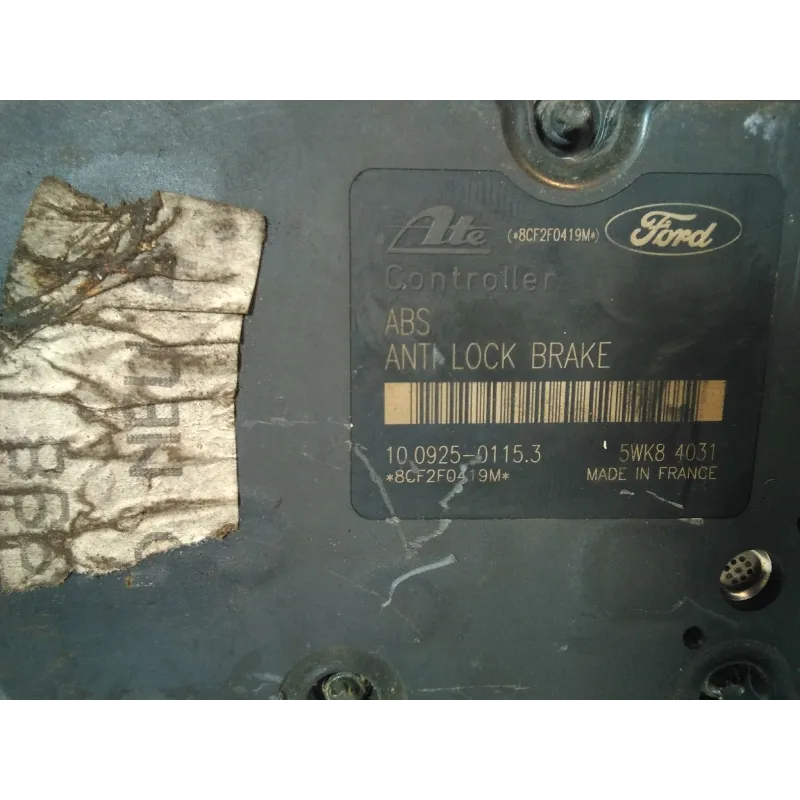 Ate (*8CF2F0419M*) Ford
Controller
ABS
ANTI LOCK BRAKE
10.0925-0115.3 5WK8 4031
*8CF2F0419M* MADE IN FRANCE